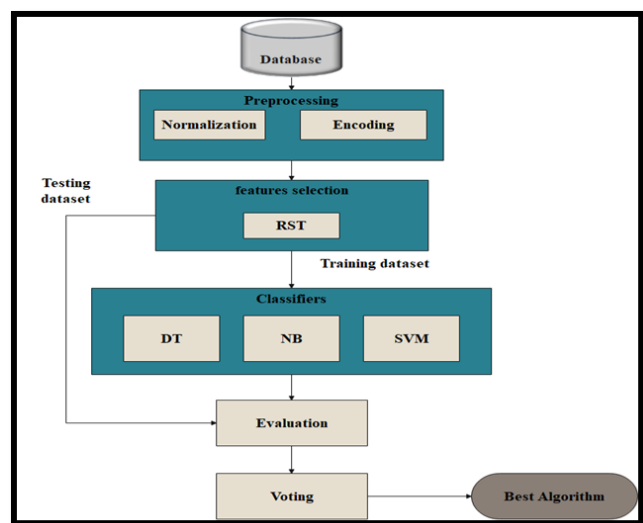 Database
Preprocessing
Normalization
Encoding
Testing
dataset
features selection
RST
Training dataset
Classifiers
DT
NB
SVM
Evaluation
Voting
Best Algorithm